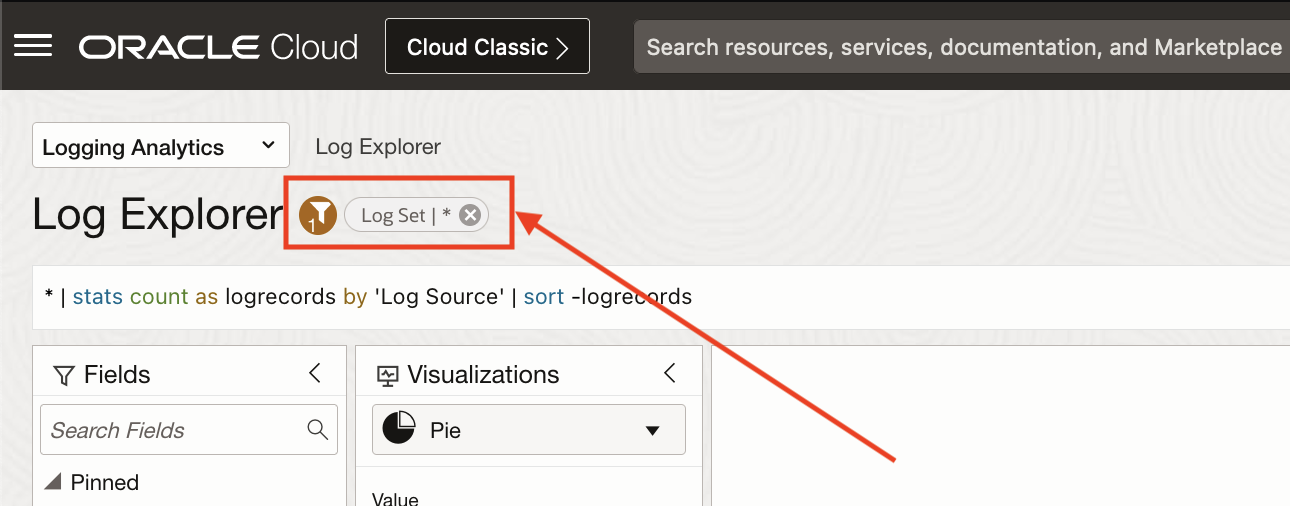 ORACLE Cloud Cloud Classic Search resources, services, documentation, and Marketplace
Logging Analytics Log Explorer
Log Explorer 1 Log Set | *
* | stats count as logrecords by 'Log Source' | sort -logrecords
Fields Visualizations
Search Fields Pie
Pinned
Value